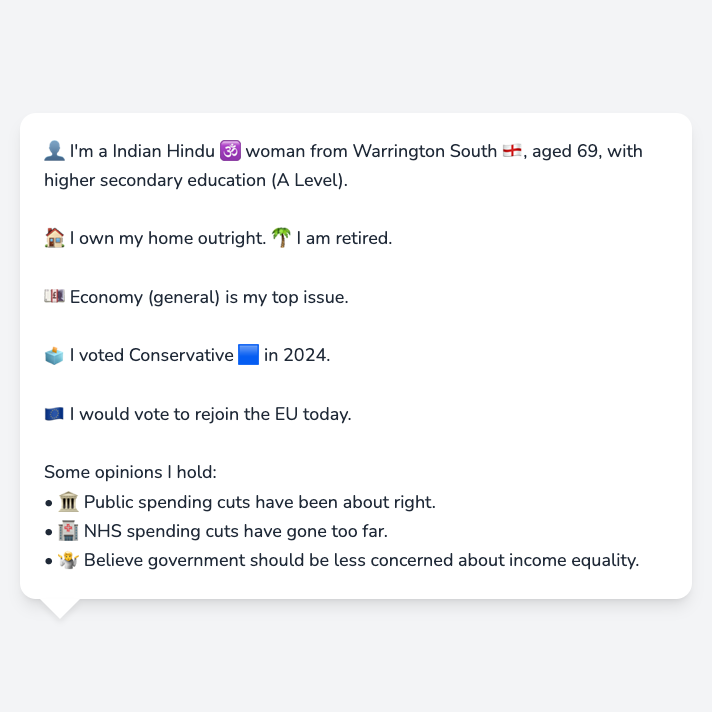 👤 I'm a Indian Hindu 🕉️ woman from Warrington South 🏴󠁧󠁢󠁥󠁮󠁧󠁿, aged 69, with
higher secondary education (A Level).
🏠 I own my home outright. 🌴 I am retired.
💷 Economy (general) is my top issue.
🗳️ I voted Conservative 🟦 in 2024.
🇪🇺 I would vote to rejoin the EU today.
Some opinions I hold:
• 🏛️ Public spending cuts have been about right.
• 🏥 NHS spending cuts have gone too far.
• 🤷 Believe government should be less concerned about income equality.